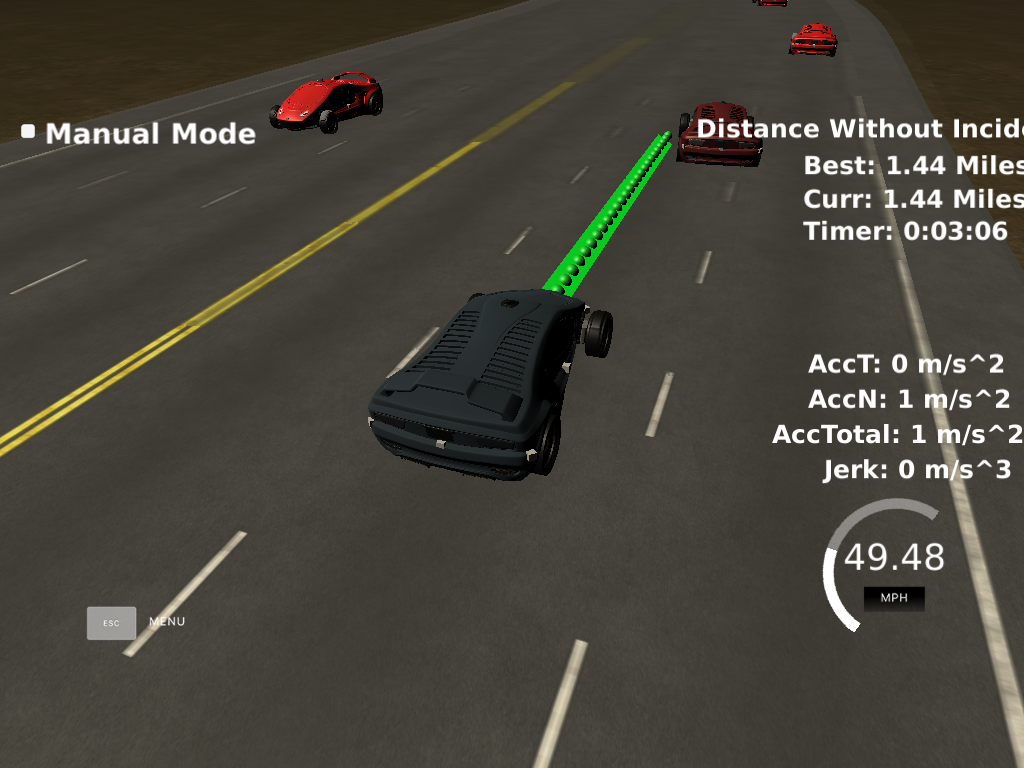 Manual Mode
Distance Without Incide
Best: 1.44 Miles
Curr: 1.44 Miles
Timer: 0:03:06
AccT: 0 m/s^2
AccN: 1 m/s^2
AccTotal: 1 m/s^2
Jerk: 0 m/s^3
49.48
MPH
ESC
MENU